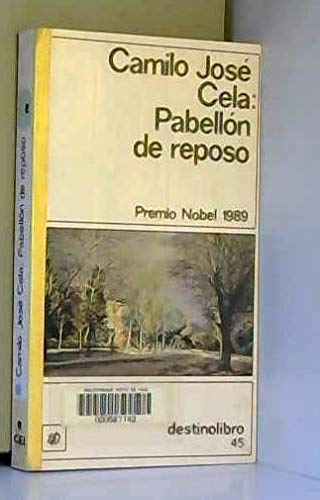 Camilo José
Cela:
Pabellón
de reposo
Premio Nobel 1989
destinolibro
45
Camilo José Cela: Pabellón de reposo